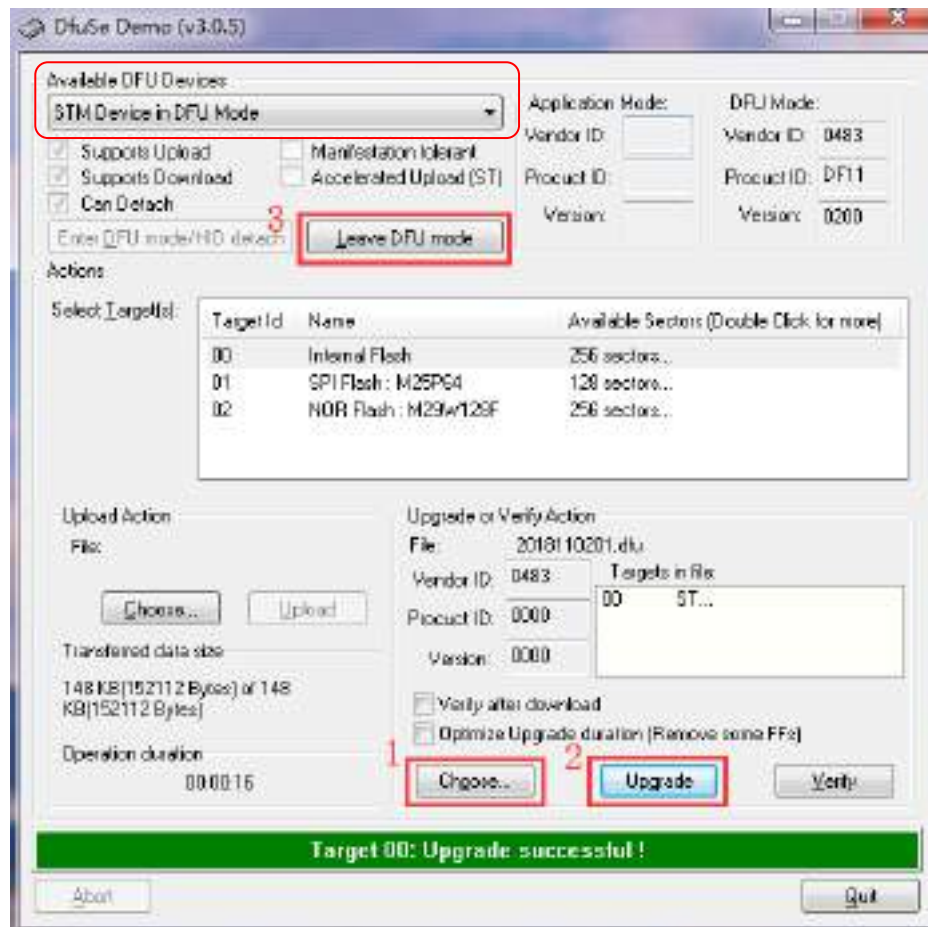 DfuSe Demo (v3.0.5)
Available DFU Devices
STM Device in DFU Mode
Supports Upload
Manifestation tolerant
Supports Download
Accelerated Upload (ST)
Can Detach
Enter DFU mode/HID detach
3
Leave DFU mode
Application Mode:
Vendor ID:
Procuct ID:
Version:
DFU Mode:
Vendor ID: 0483
Procuct ID: DF11
Version: 0200
Actions
Select Target(s):
Target Id Name Available Sectors (Double Click for more)
00 Internal Flash 256 sectors...
01 SPI Flash : M25P64 128 sectors...
02 NOR Flash : M29W128F 256 sectors...
Upload Action
File:
Choose... Upload
Transferred data size
148 KB(152112 Bytes) of 148
KB(152112 Bytes)
Operation duration
00:00:16
Upgrade or Verify Action
File: 2018110201.dfu
Vendor ID: 0483
Procuct ID: 0000
Version: 0000
Targets in file:
00 ST...
Verify after download
Optimize Upgrade duration (Remove some FFs)
1
Choose...
2
Upgrade
Verify
Target 00: Upgrade successful !
Abort Quit